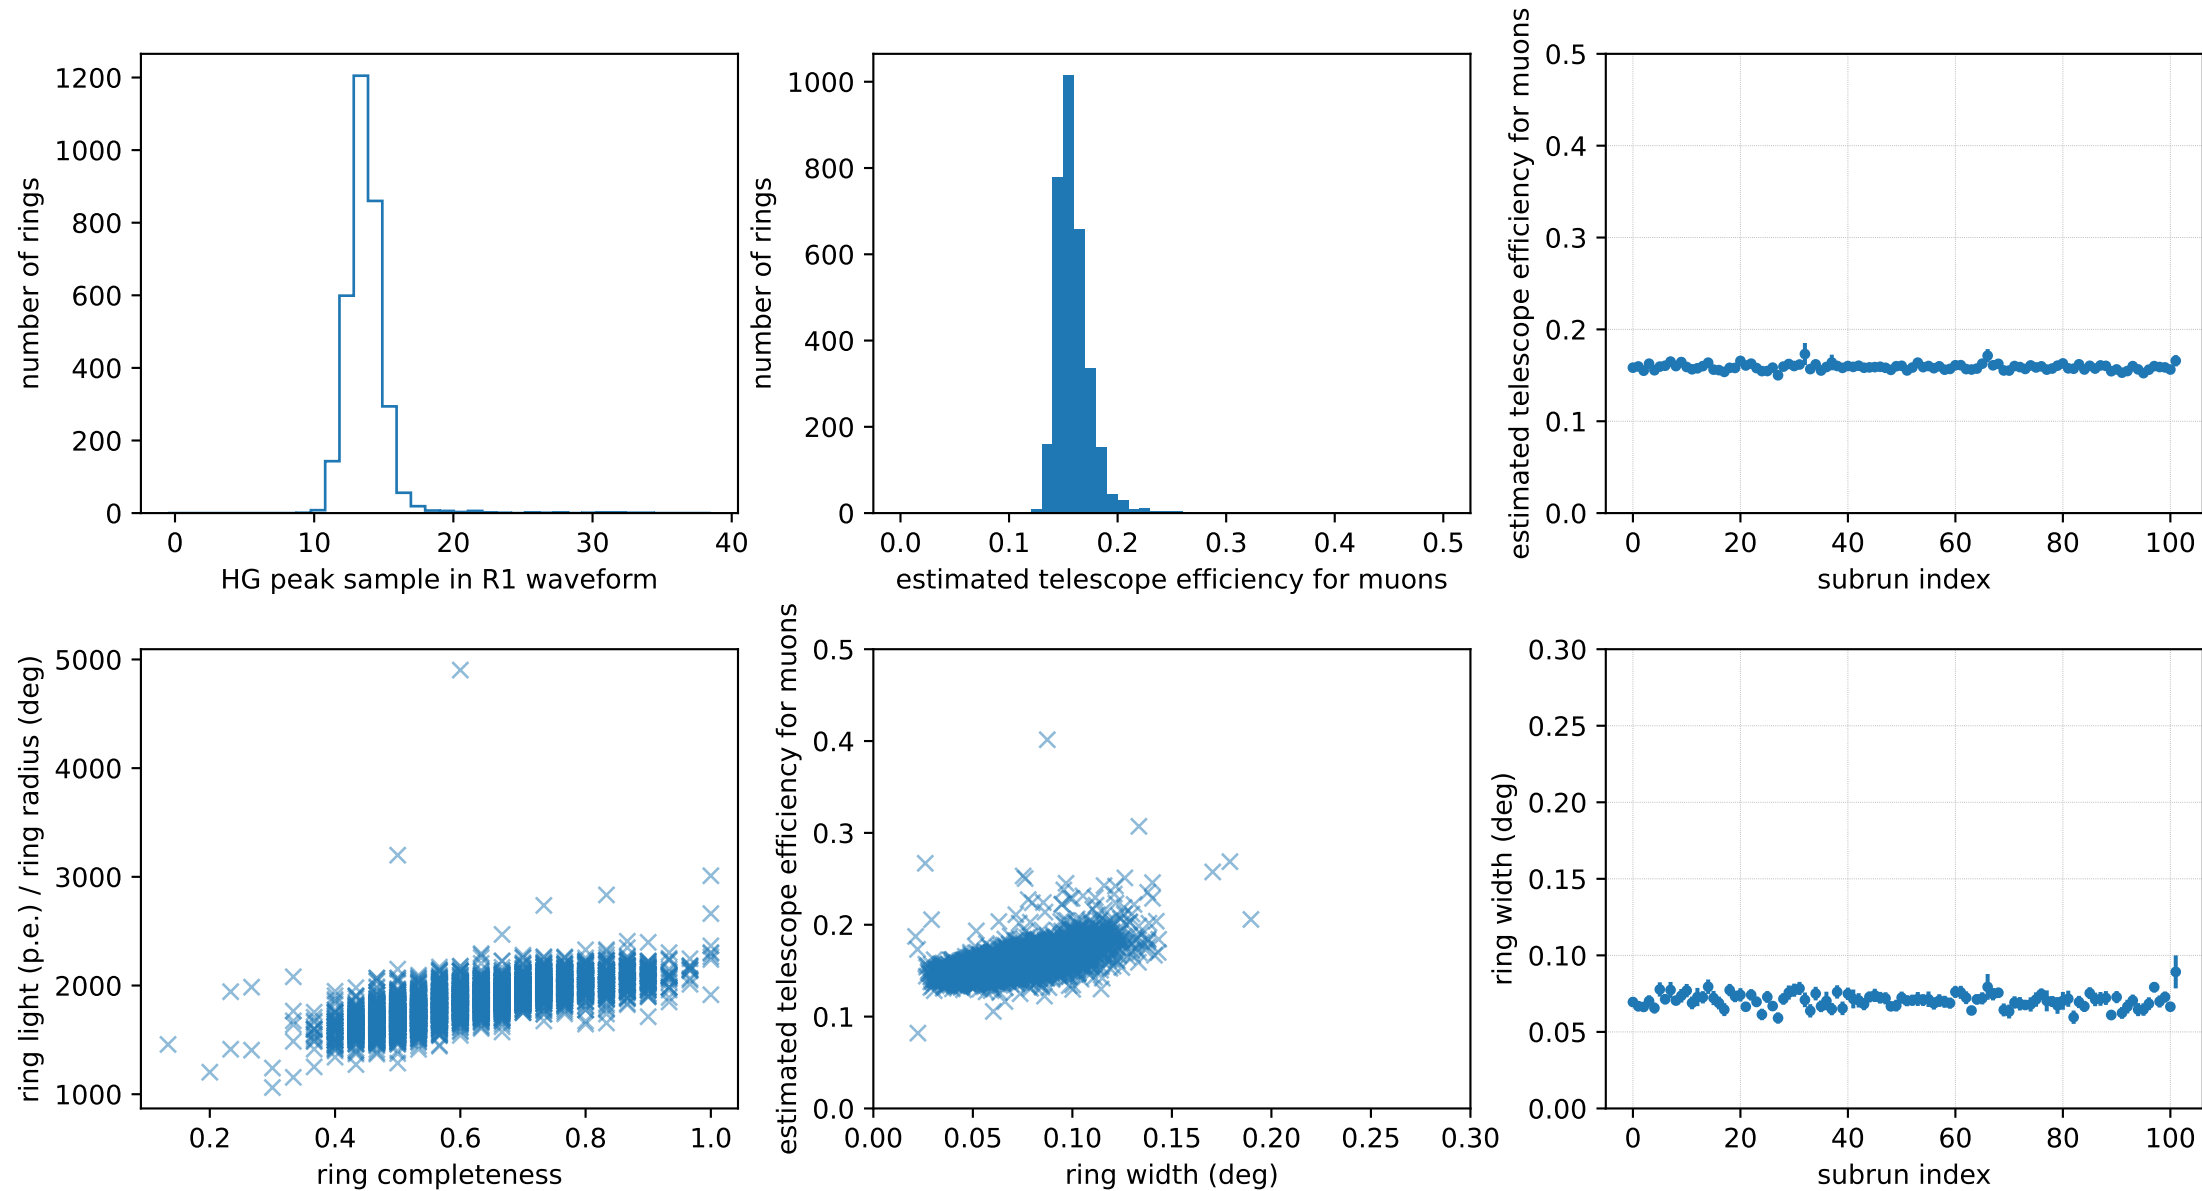 number of rings
1200
1000
800
600
400
200
0
0 10 20 30 40
HG peak sample in R1 waveform
number of rings
1000
800
600
400
200
0
0.0 0.1 0.2 0.3 0.4 0.5
estimated telescope efficiency for muons
estimated telescope efficiency for muons
0.5
0.4
0.3
0.2
0.1
0.0
0 20 40 60 80 100
subrun index
ring light (p.e.) / ring radius (deg)
5000
4000
3000
2000
1000
0.2 0.4 0.6 0.8 1.0
ring completeness
estimated telescope efficiency for muons
0.5
0.4
0.3
0.2
0.1
0.0
0.00 0.05 0.10 0.15 0.20 0.25 0.30
ring width (deg)
ring width (deg)
0.30
0.25
0.20
0.15
0.10
0.05
0.00
0 20 40 60 80 100
subrun index